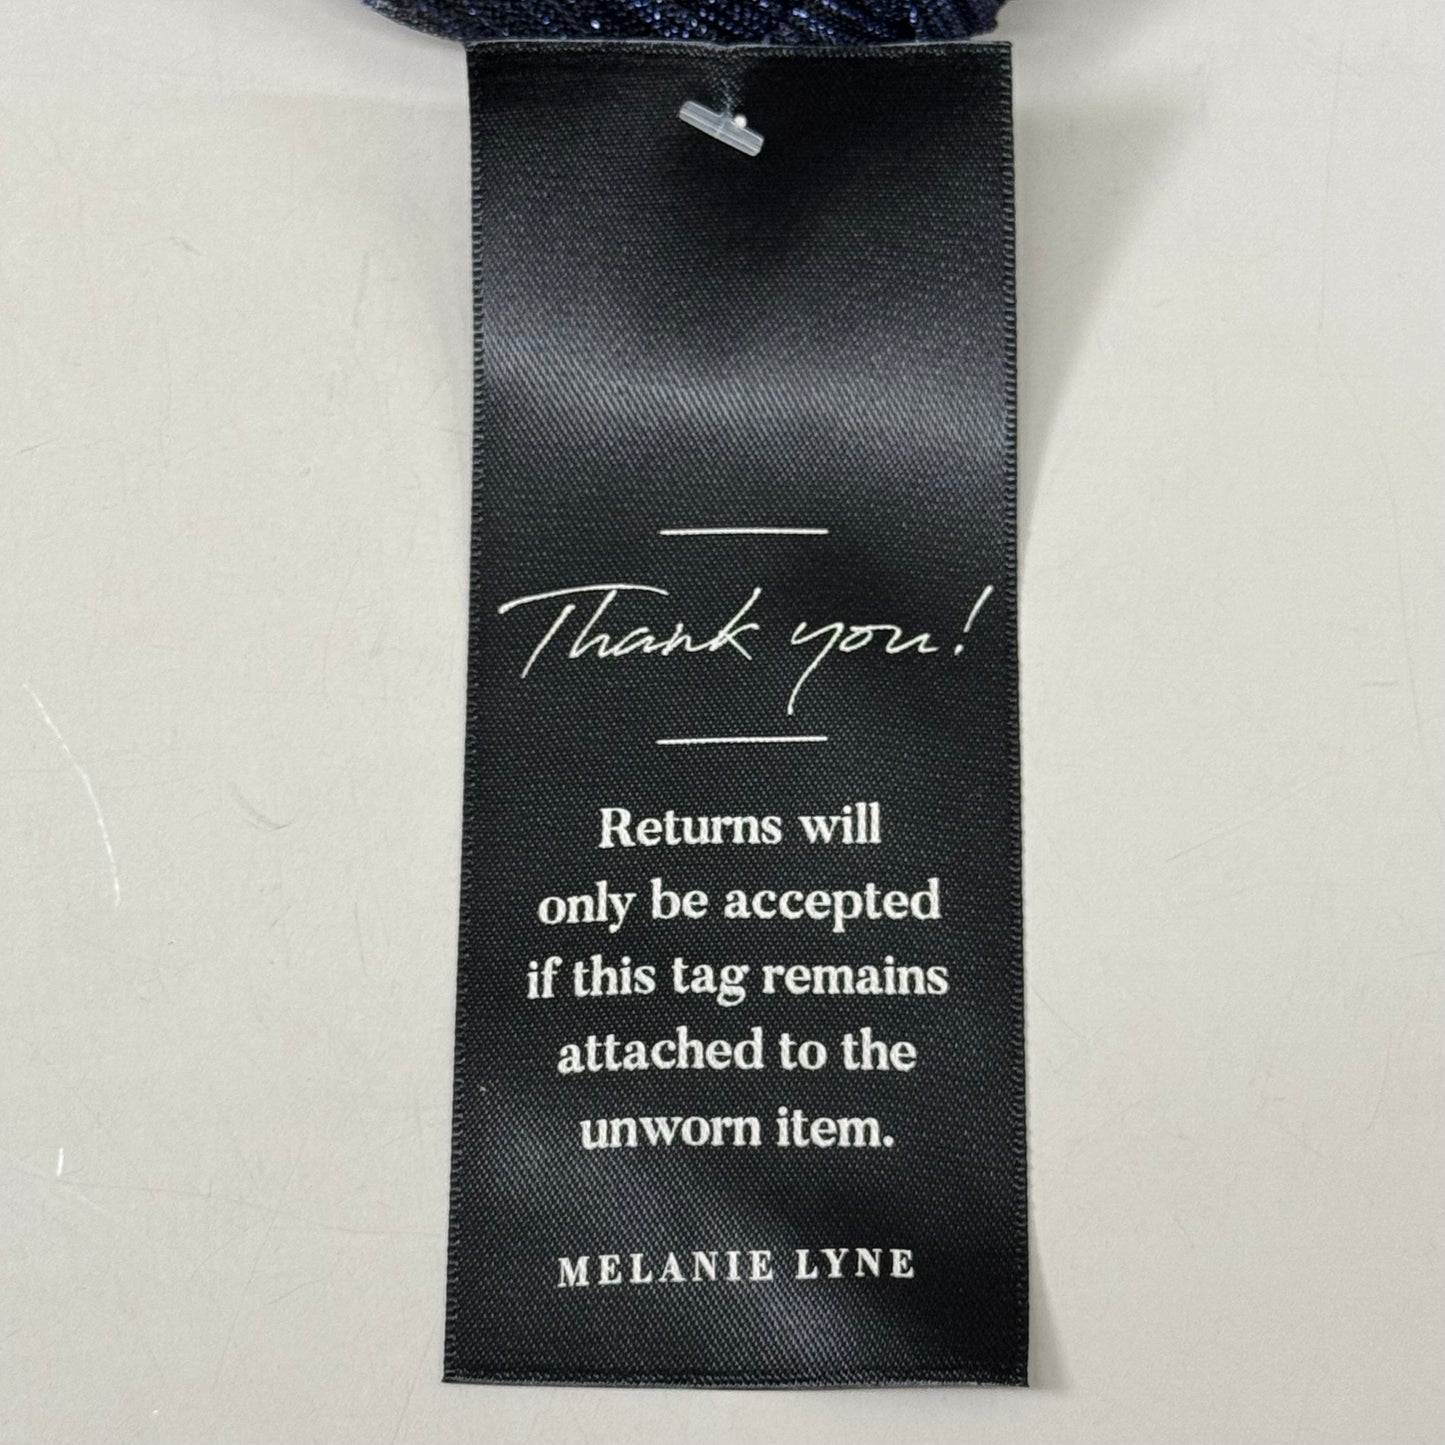 Thank you!
Returns will
only be accepted
if this tag remains
attached to the
unworn item.
MELANIE LYNE